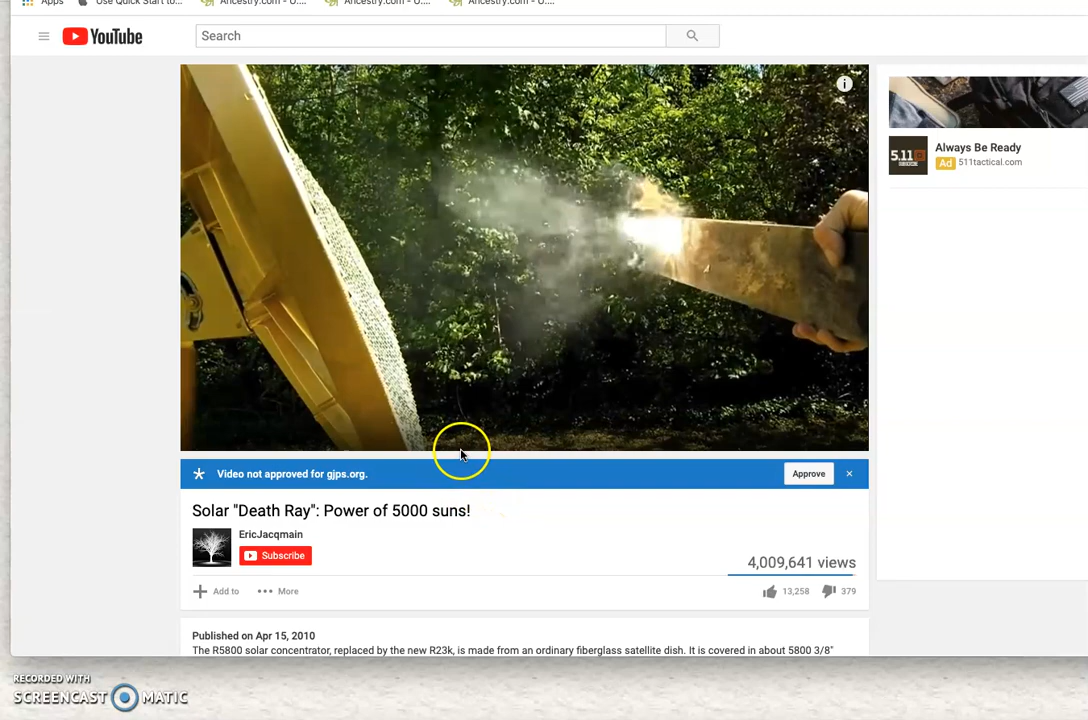 Apps Use Quick Start to... Ancestry.com - U.... Ancestry.com - U.... Ancestry.com - U....
YouTube
Search
i
5.11
Always Be Ready
Ad 511tactical.com
Video not approved for gjps.org.
Approve ×
Solar "Death Ray": Power of 5000 suns!
EricJacqmain
Subscribe
4,009,641 views
Add to
More
13,258
379
Published on Apr 15, 2010
The R5800 solar concentrator, replaced by the new R23k, is made from an ordinary fiberglass satellite dish. It is covered in about 5800 3/8"
RECORDED WITH
SCREENCAST MATIC